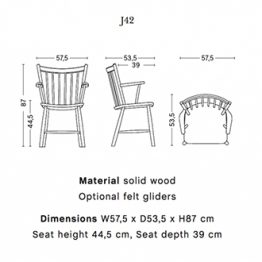 J42
57,5
53,5
39
57,5
87
44,5
53,5
Material solid wood
Optional felt gliders
Dimensions W57,5 x D53,5 x H87 cm
Seat height 44,5 cm, Seat depth 39 cm